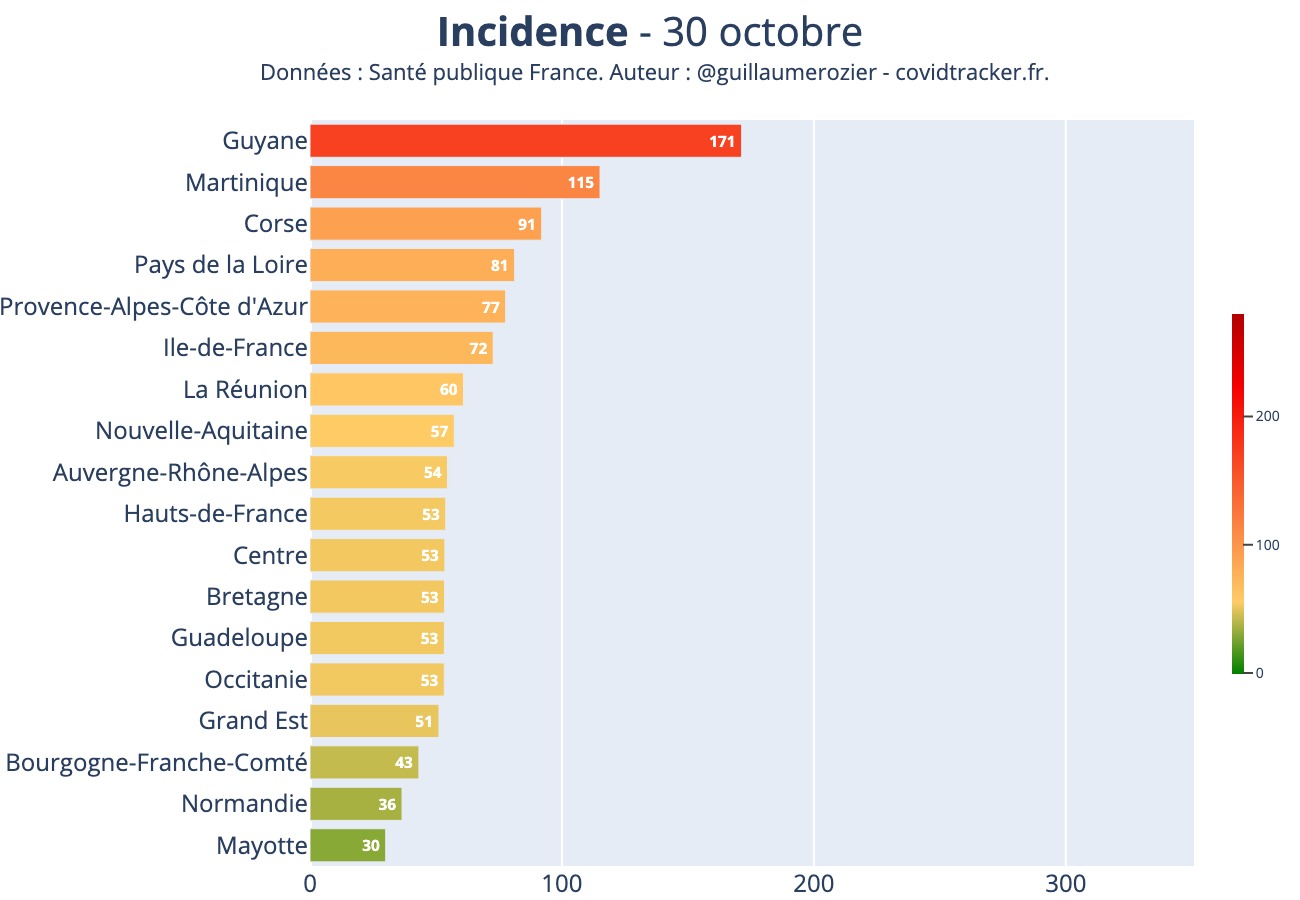 Incidence - 30 octobre
Données : Santé publique France. Auteur : @guillaumerozier - covidtracker.fr.
Guyane 171
Martinique 115
Corse 91
Pays de la Loire 81
Provence-Alpes-Côte d'Azur 77
Ile-de-France 72
La Réunion 60
Nouvelle-Aquitaine 57
Auvergne-Rhône-Alpes 54
Hauts-de-France 53
Centre 53
Bretagne 53
Guadeloupe 53
Occitanie 53
Grand Est 51
Bourgogne-Franche-Comté 43
Normandie 36
Mayotte 30
0 100 200 300
200
100
0